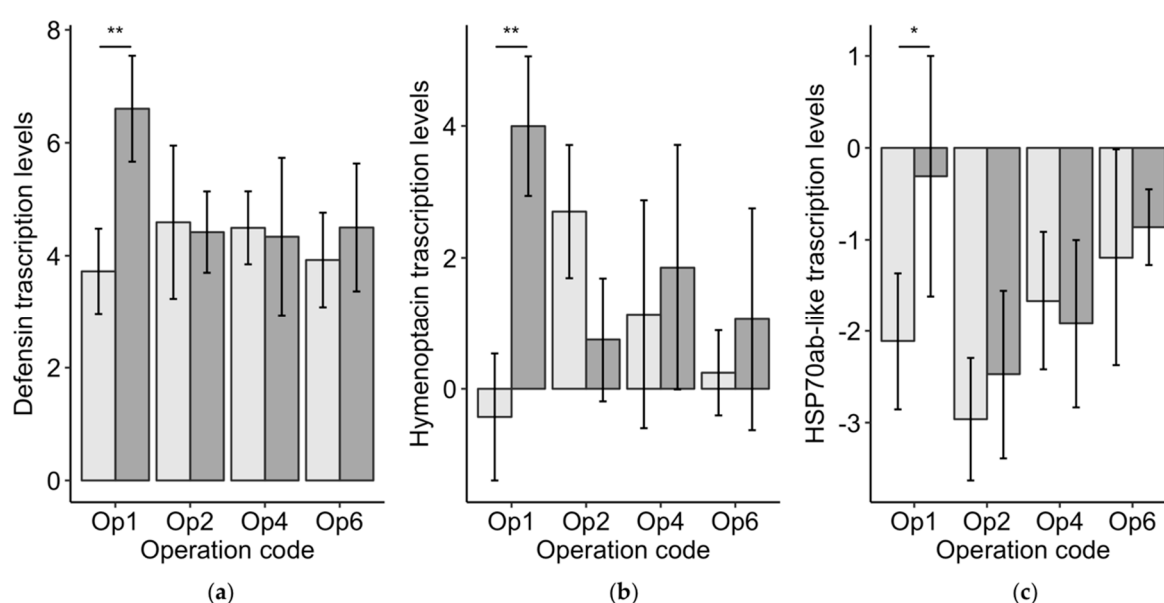 Defensin trascription levels
8
6
4
2
0
**
Op1 Op2 Op4 Op6
Operation code
(a)
Hymenoptacin trascription levels
4
2
0
**
Op1 Op2 Op4 Op6
Operation code
(b)
HSP70ab-like trascription levels
1
0
-1
-2
-3
*
Op1 Op2 Op4 Op6
Operation code
(c)